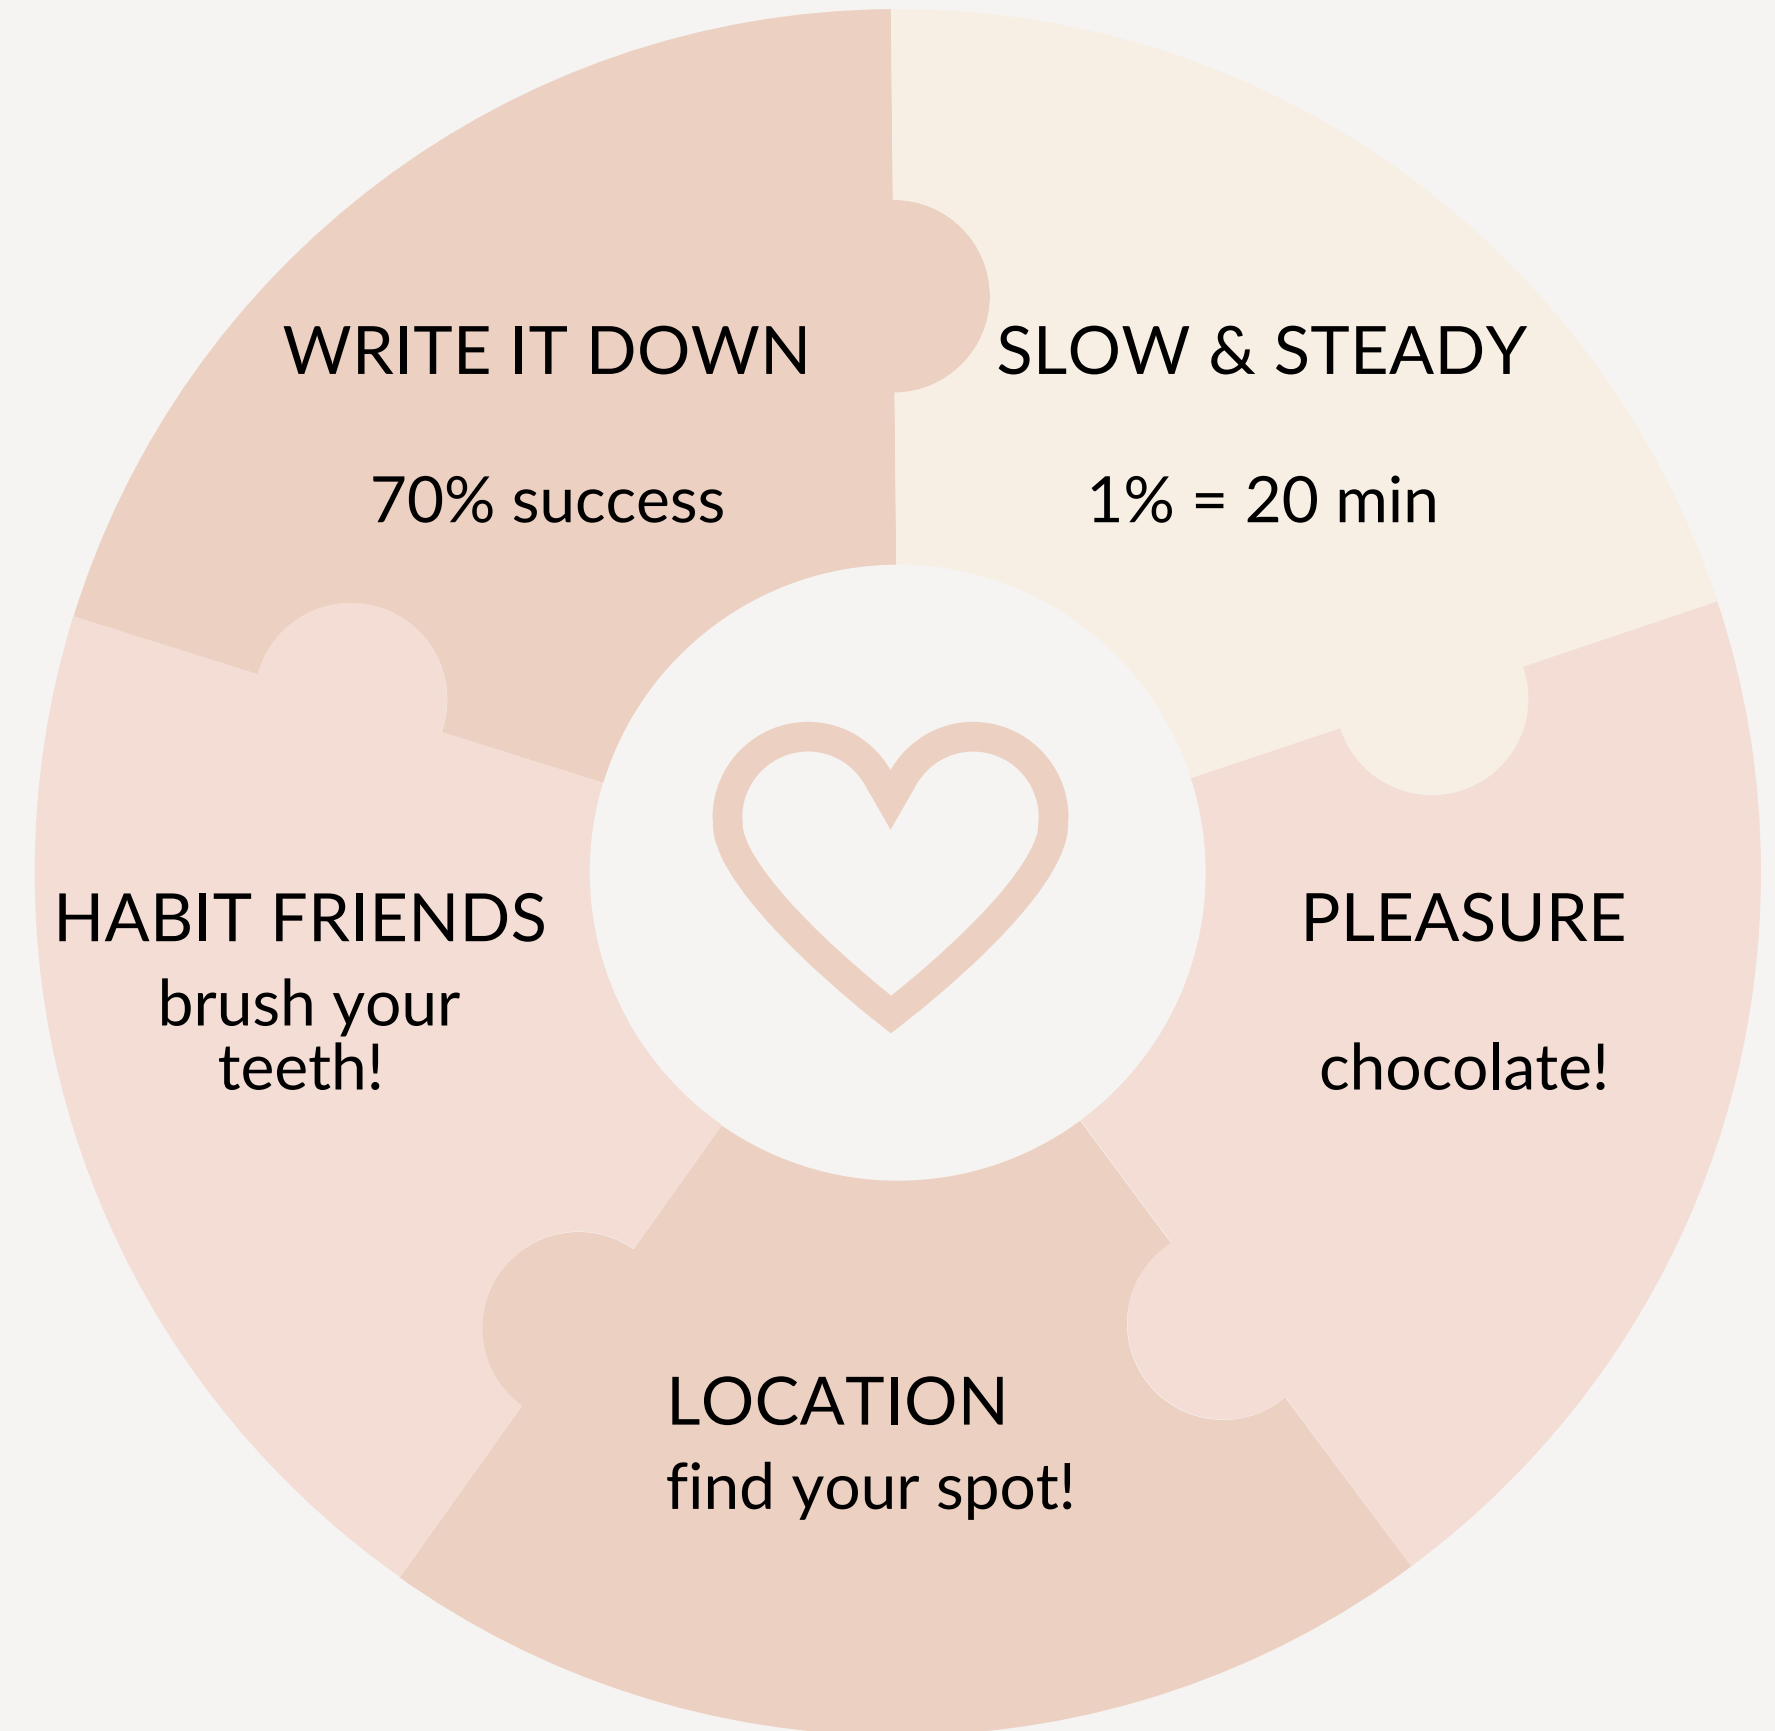 WRITE IT DOWN
70% success
SLOW & STEADY
1% = 20 min
HABIT FRIENDS
brush your
teeth!
PLEASURE
chocolate!
LOCATION
find your spot!